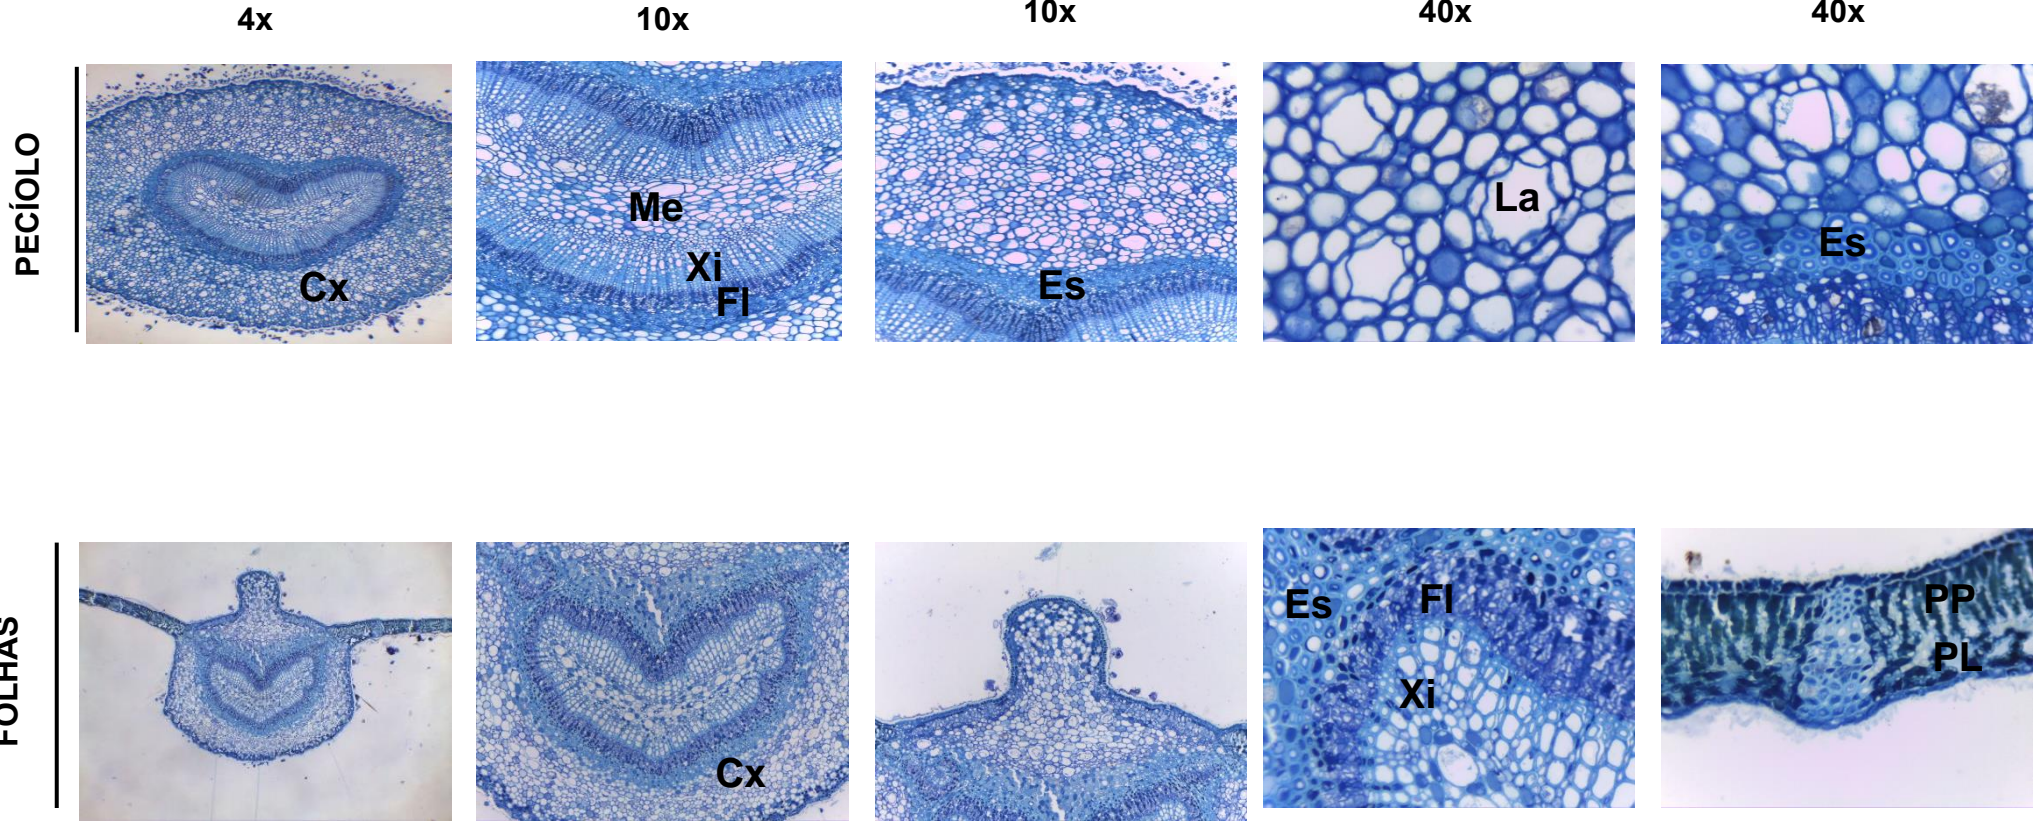 4x
10x
10x
40x
40x
PECÍOLO
Cx
Me
Xi
Fl
Es
La
Es
FOLHAS
Cx
Es
Fl
Xi
PP
PL